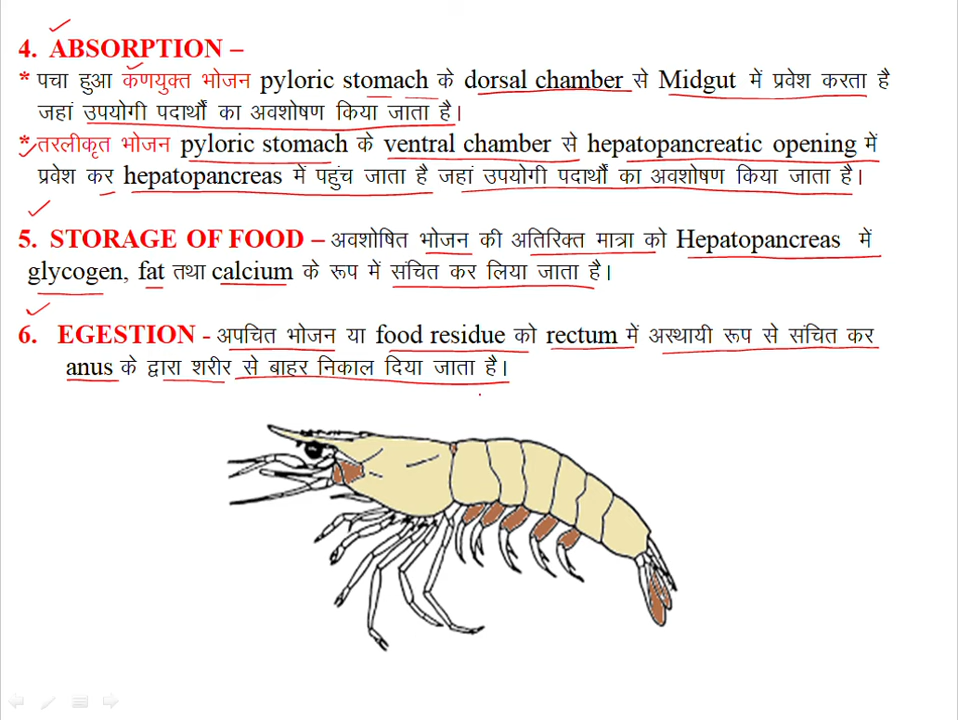 4. ABSORPTION –
* पचा हुआ कणयुक्त भोजन pyloric stomach के dorsal chamber से Midgut में प्रवेश करता है
जहां उपयोगी पदार्थों का अवशोषण किया जाता है।
* तरलीकृत भोजन pyloric stomach के ventral chamber से hepatopancreatic opening में
प्रवेश कर hepatopancreas में पहुंच जाता है जहां उपयोगी पदार्थों का अवशोषण किया जाता है।
5. STORAGE OF FOOD – अवशोषित भोजन की अतिरिक्त मात्रा को Hepatopancreas में
glycogen, fat तथा calcium के रूप में संचित कर लिया जाता है।
6. EGESTION - अपचित भोजन या food residue को rectum में अस्थायी रूप से संचित कर
anus के द्वारा शरीर से बाहर निकाल दिया जाता है।